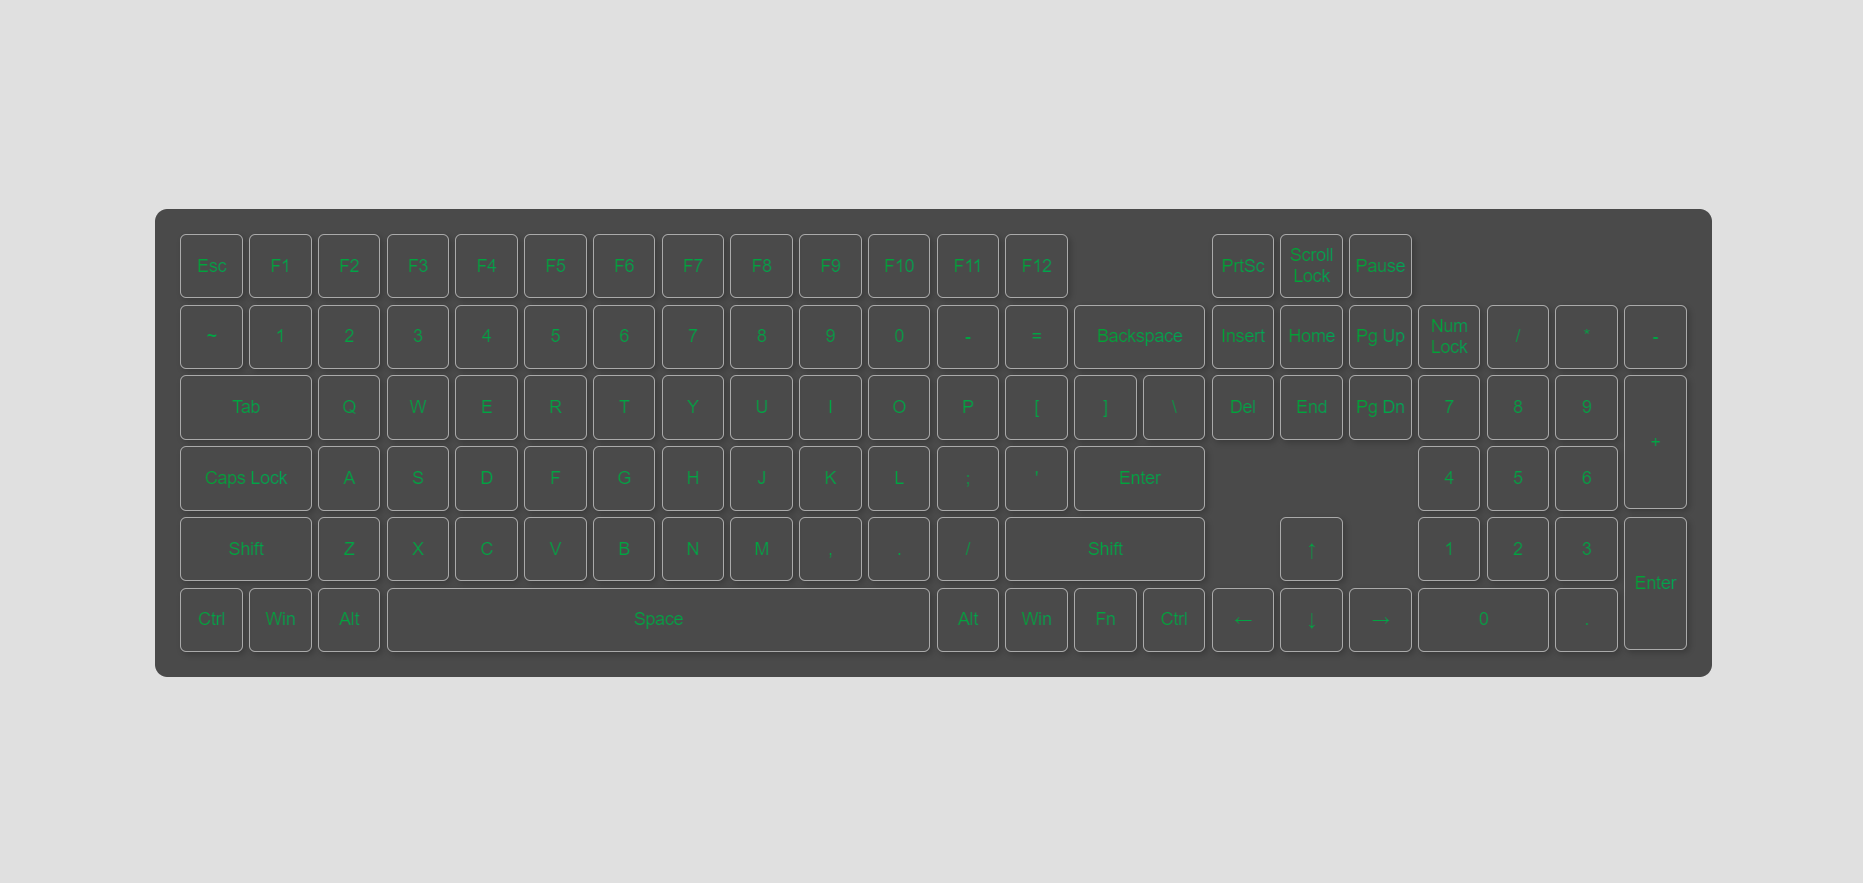 Esc F1 F2 F3 F4 F5 F6 F7 F8 F9 F10 F11 F12 PrtSc Scroll Lock Pause
~ 1 2 3 4 5 6 7 8 9 0 - = Backspace Insert Home Pg Up Num Lock / * -
Tab Q W E R T Y U I O P [ ] \ Del End Pg Dn 7 8 9 +
Caps Lock A S D F G H J K L ; ' Enter 4 5 6
Shift Z X C V B N M , . / Shift ↑ 1 2 3 Enter
Ctrl Win Alt Space Alt Win Fn Ctrl ← ↓ → 0 .